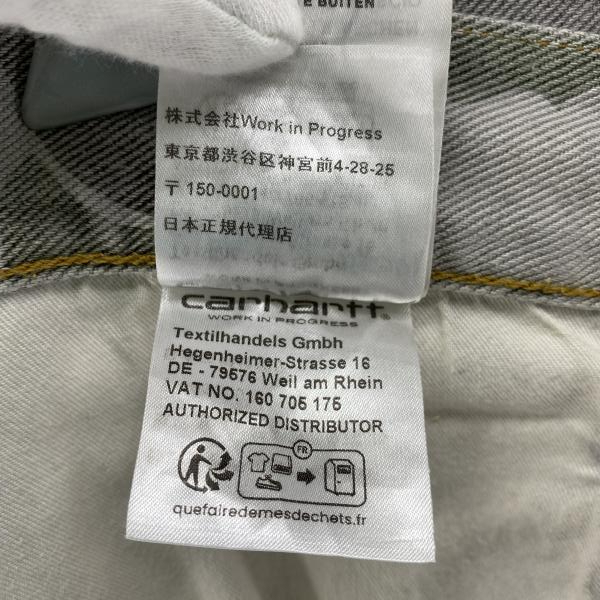 E BUITEN
株式会社Work in Progress
東京都渋谷区神宮前4-28-25
〒150-0001
日本正規代理店
carhartt
WORK IN PROGRESS
Textilhandels GmbH
Hegenheimer-Strasse 16
DE - 79576 Weil am Rhein
VAT NO. 160 705 175
AUTHORIZED DISTRIBUTOR
FR
quefairedemesdechets.fr